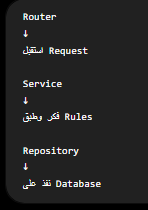 Router
↓
استقبل Request
Service
↓
فكر وطبق Rules
Repository
↓
نفذ على Database